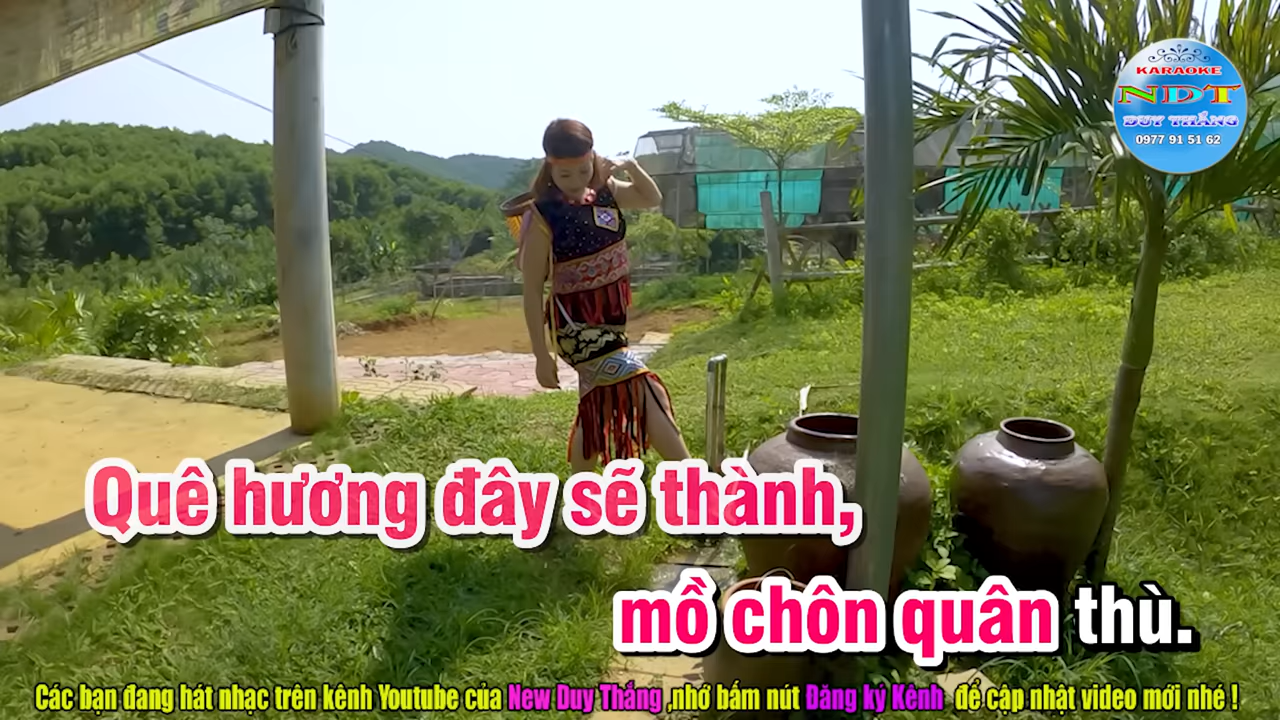 KARAOKE
NDT
DUY THẮNG
0977 91 51 62
Quê hương đây sẽ thành,
mồ chôn quân thù.
Các bạn đang hát nhạc trên kênh Youtube của New Duy Thắng ,nhớ bấm nút Đăng ký Kênh để cập nhật video mới nhé !